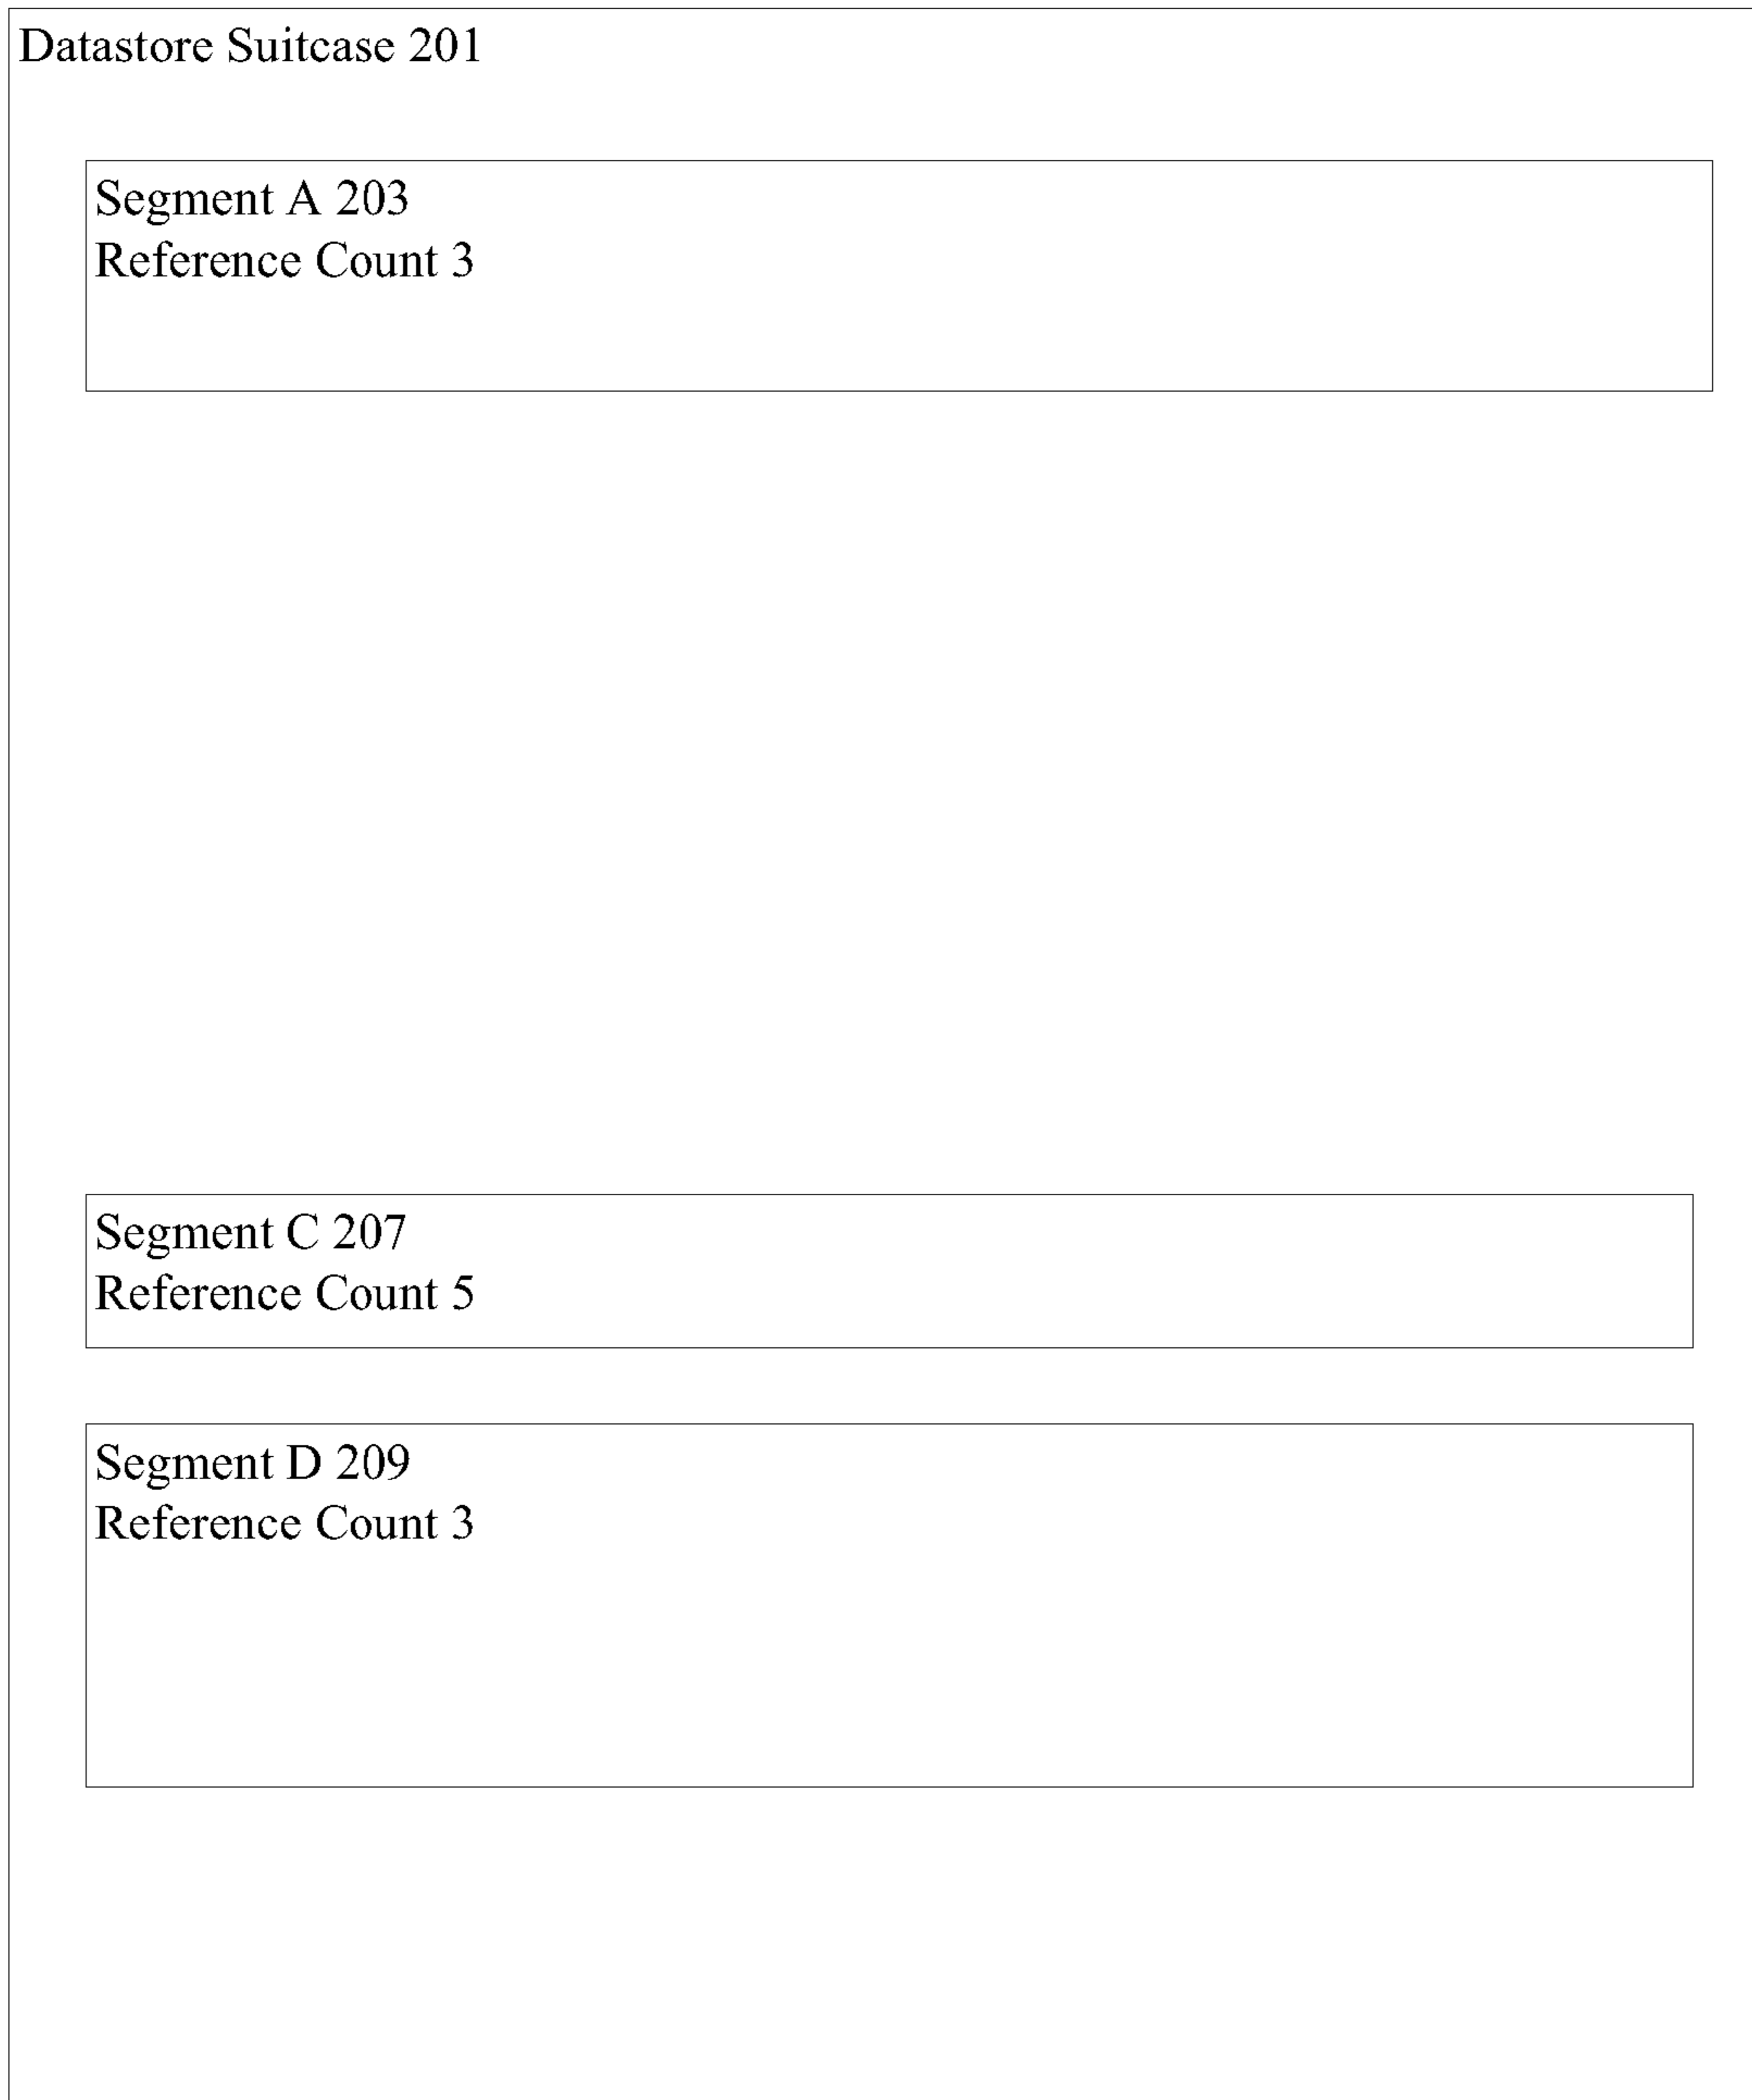 Datastore Suitcase 201
Segment A 203
Reference Count 3
Segment C 207
Reference Count 5
Segment D 209
Reference Count 3